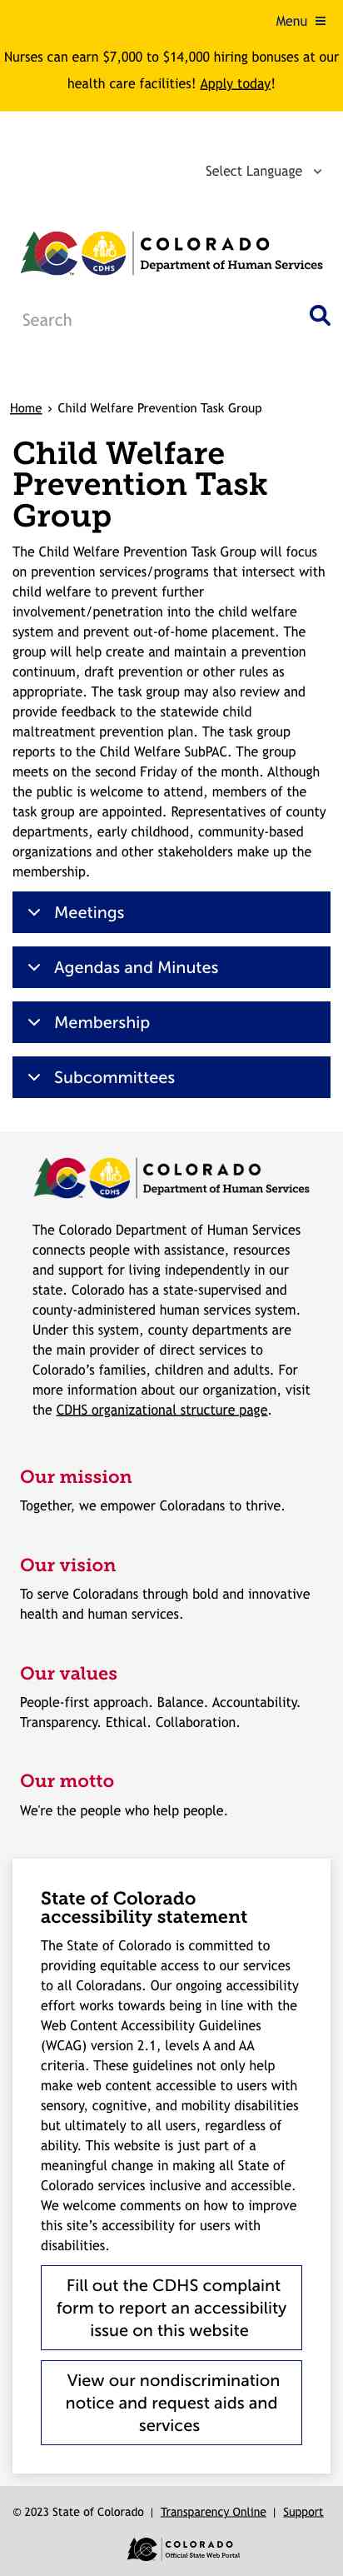 Menu
Nurses can earn $7,000 to $14,000 hiring bonuses at our
health care facilities! Apply today!
Select Language
CDHS
COLORADO
Department of Human Services
Search
Home › Child Welfare Prevention Task Group
Child Welfare
Prevention Task
Group
The Child Welfare Prevention Task Group will focus
on prevention services/programs that intersect with
child welfare to prevent further
involvement/penetration into the child welfare
system and prevent out-of-home placement. The
group will help create and maintain a prevention
continuum, draft prevention or other rules as
appropriate. The task group may also review and
provide feedback to the statewide child
maltreatment prevention plan. The task group
reports to the Child Welfare SubPAC. The group
meets on the second Friday of the month. Although
the public is welcome to attend, members of the
task group are appointed. Representatives of county
departments, early childhood, community-based
organizations and other stakeholders make up the
membership.
Meetings
Agendas and Minutes
Membership
Subcommittees
CDHS
COLORADO
Department of Human Services
The Colorado Department of Human Services
connects people with assistance, resources
and support for living independently in our
state. Colorado has a state-supervised and
county-administered human services system.
Under this system, county departments are
the main provider of direct services to
Colorado’s families, children and adults. For
more information about our organization, visit
the CDHS organizational structure page.
Our mission
Together, we empower Coloradans to thrive.
Our vision
To serve Coloradans through bold and innovative
health and human services.
Our values
People-first approach. Balance. Accountability.
Transparency. Ethical. Collaboration.
Our motto
We're the people who help people.
State of Colorado
accessibility statement
The State of Colorado is committed to
providing equitable access to our services
to all Coloradans. Our ongoing accessibility
effort works towards being in line with the
Web Content Accessibility Guidelines
(WCAG) version 2.1, levels A and AA
criteria. These guidelines not only help
make web content accessible to users with
sensory, cognitive, and mobility disabilities
but ultimately to all users, regardless of
ability. This website is just part of a
meaningful change in making all State of
Colorado services inclusive and accessible.
We welcome comments on how to improve
this site’s accessibility for users with
disabilities.
Fill out the CDHS complaint
form to report an accessibility
issue on this website
View our nondiscrimination
notice and request aids and
services
© 2023 State of Colorado | Transparency Online | Support
COLORADO
Official State Web Portal